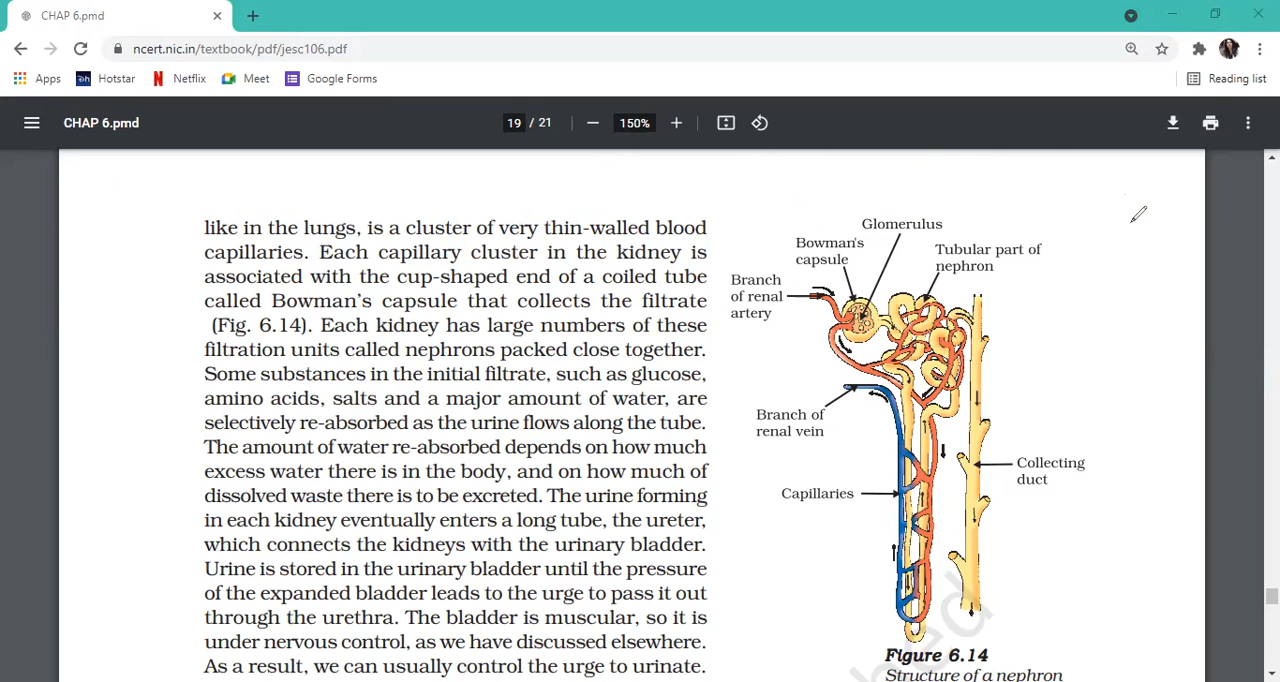 CHAP 6.pmd
ncert.nic.in/textbook/pdf/jesc106.pdf
Apps
Hotstar
Netflix
Meet
Google Forms
Reading list
CHAP 6.pmd
19 / 21
150%
like in the lungs, is a cluster of very thin-walled blood
capillaries. Each capillary cluster in the kidney is
associated with the cup-shaped end of a coiled tube
called Bowman's capsule that collects the filtrate
(Fig. 6.14). Each kidney has large numbers of these
filtration units called nephrons packed close together.
Some substances in the initial filtrate, such as glucose,
amino acids, salts and a major amount of water, are
selectively re-absorbed as the urine flows along the tube.
The amount of water re-absorbed depends on how much
excess water there is in the body, and on how much of
dissolved waste there is to be excreted. The urine forming
in each kidney eventually enters a long tube, the ureter,
which connects the kidneys with the urinary bladder.
Urine is stored in the urinary bladder until the pressure
of the expanded bladder leads to the urge to pass it out
through the urethra. The bladder is muscular, so it is
under nervous control, as we have discussed elsewhere.
As a result, we can usually control the urge to urinate.
Glomerulus
Bowman's
capsule
Tubular part of
nephron
Branch
of renal
artery
Branch of
renal vein
Collecting
duct
Capillaries
Figure 6.14
Structure of a nephron